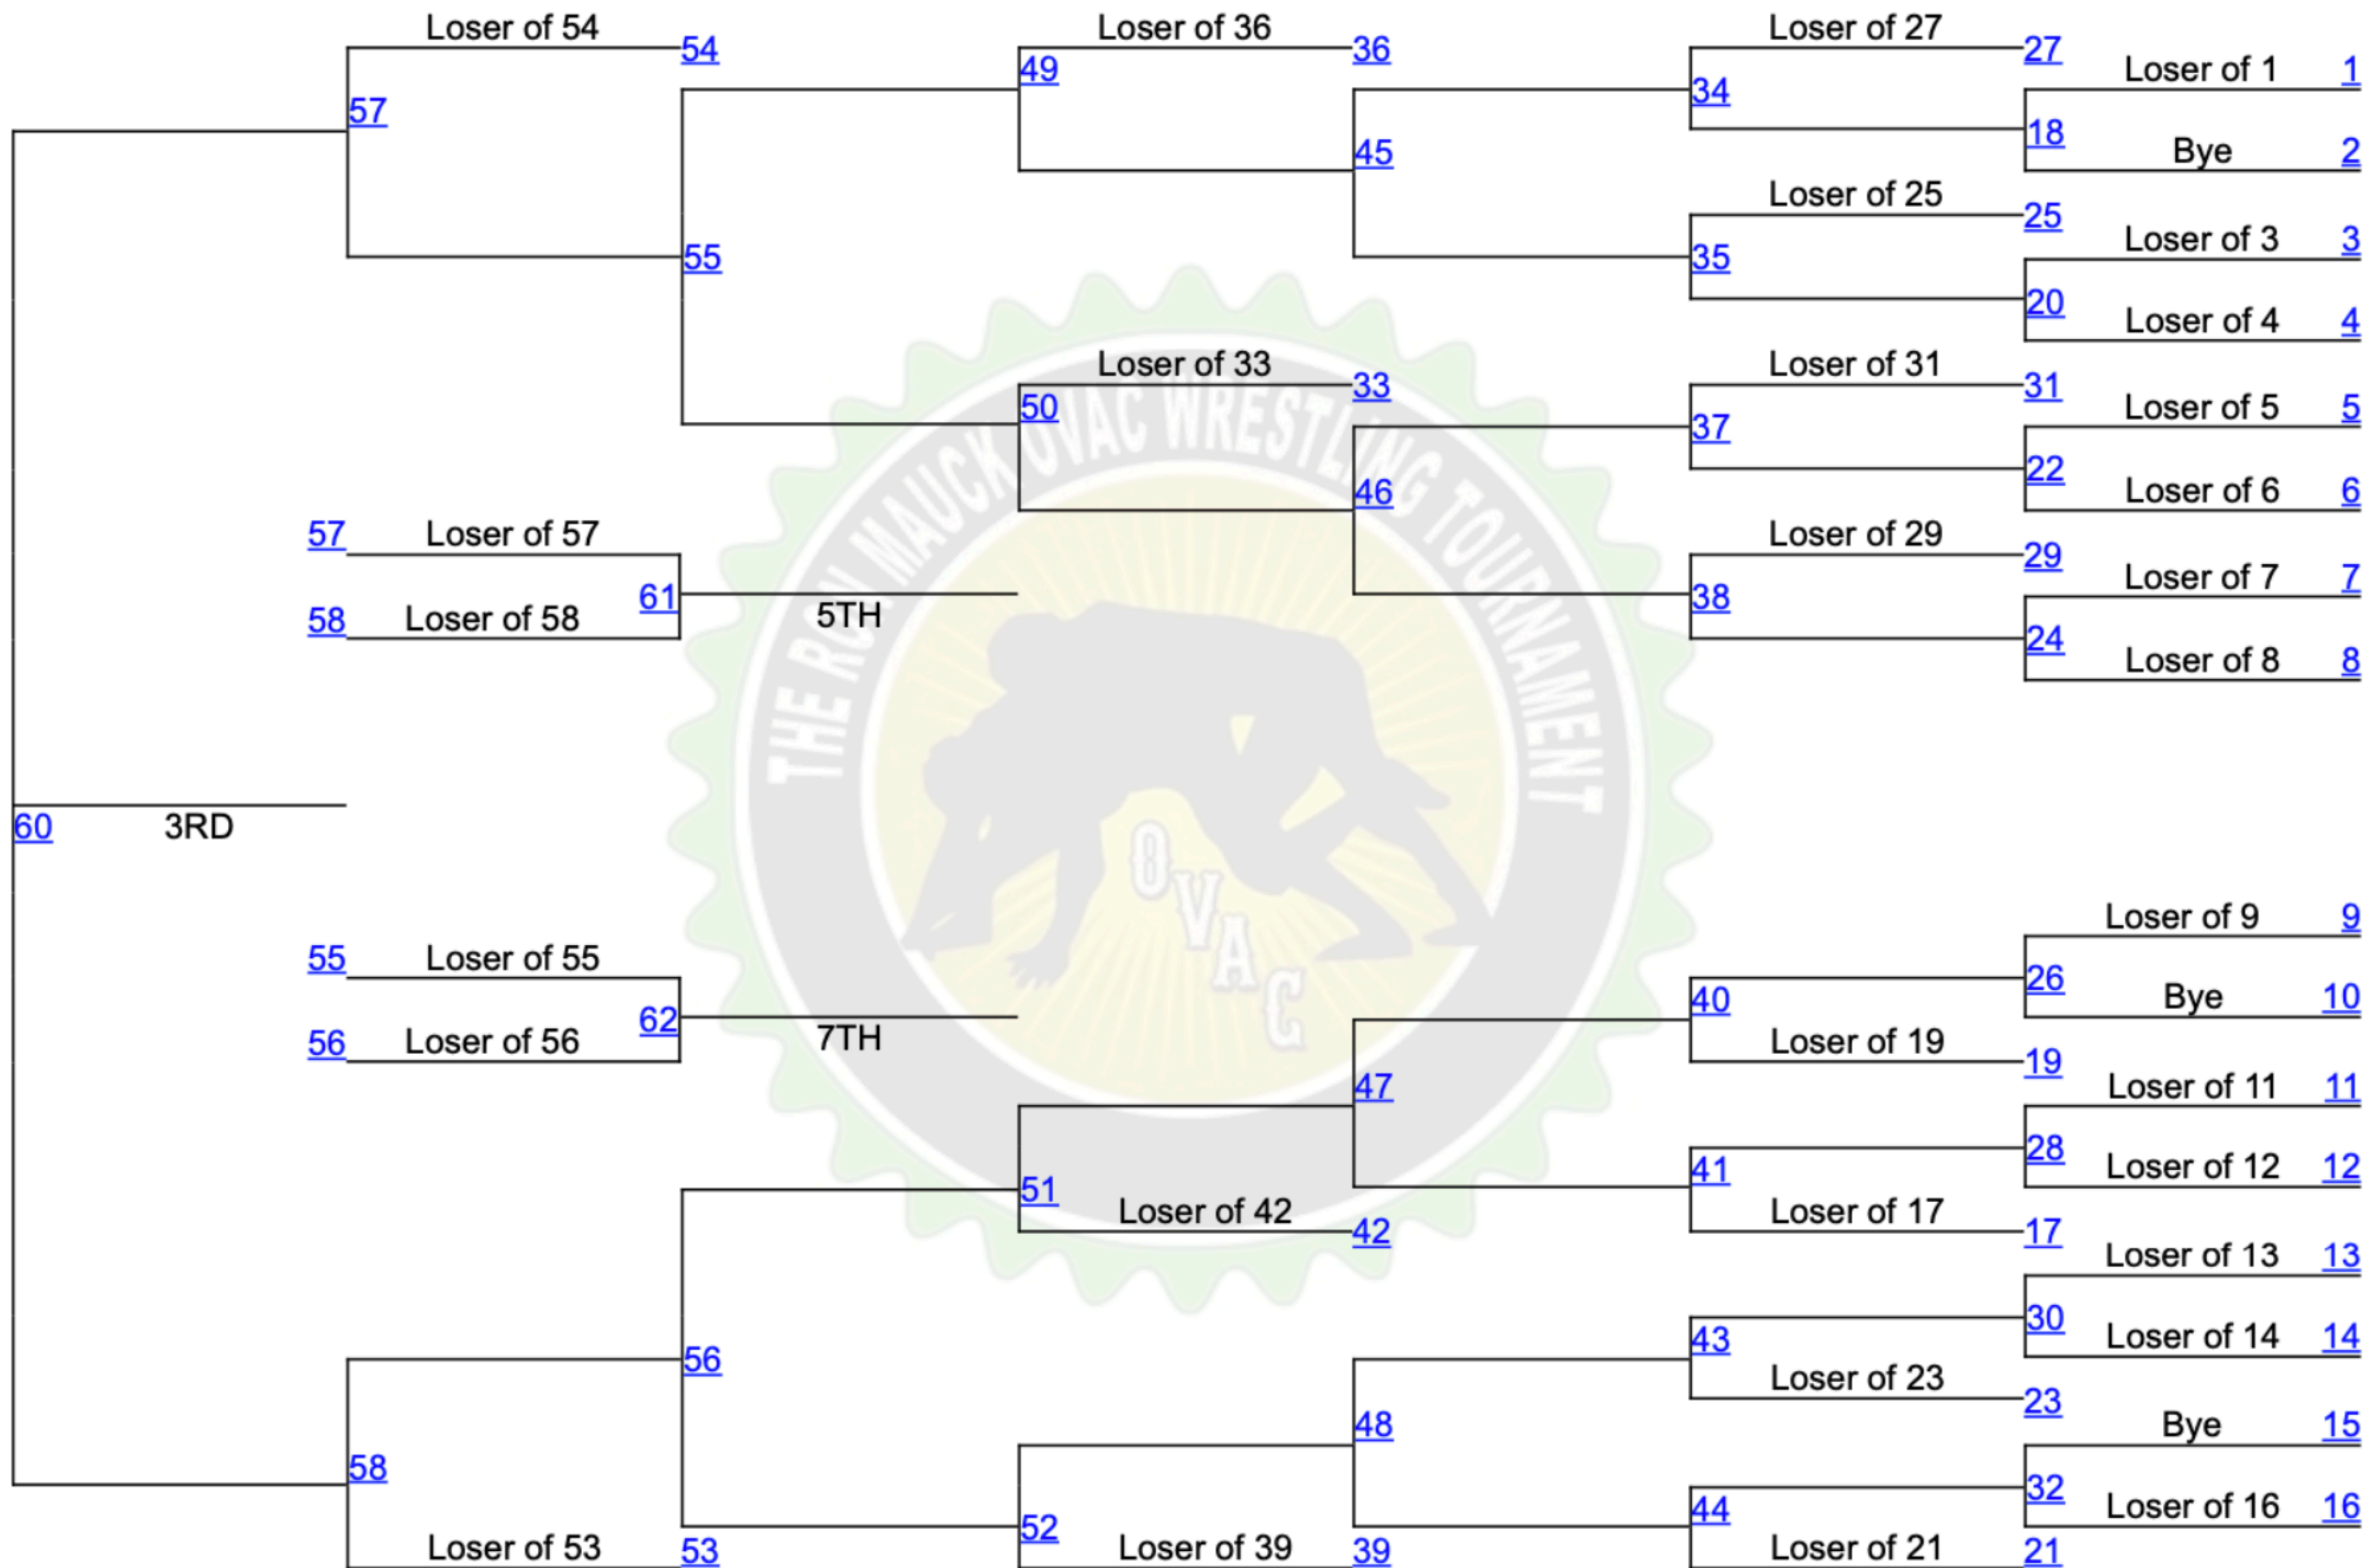 Loser of 54 54 Loser of 36 36 Loser of 27 27
49 Loser of 1 1
57 34
45 18 Bye 2
Loser of 25 25
55 35 Loser of 3 3
20 Loser of 4 4
Loser of 33 33 Loser of 31 31
50 37 Loser of 5 5
46 22 Loser of 6 6
57 Loser of 57 Loser of 29 29
61 5TH 38 Loser of 7 7
58 Loser of 58 24 Loser of 8 8
THE RON MAUCK OVAC WRESTLING TOURNAMENT
60 3RD
OVAC
Loser of 9 9
55 Loser of 55 40 26 Bye 10
62 7TH
56 Loser of 56 Loser of 19 19
47 Loser of 11 11
41 28 Loser of 12 12
51 Loser of 42 42 Loser of 17 17
Loser of 13 13
43 30 Loser of 14 14
56 Loser of 23 23
48 Bye 15
58 44 32 Loser of 16 16
52
Loser of 53 53 Loser of 39 39 Loser of 21 21